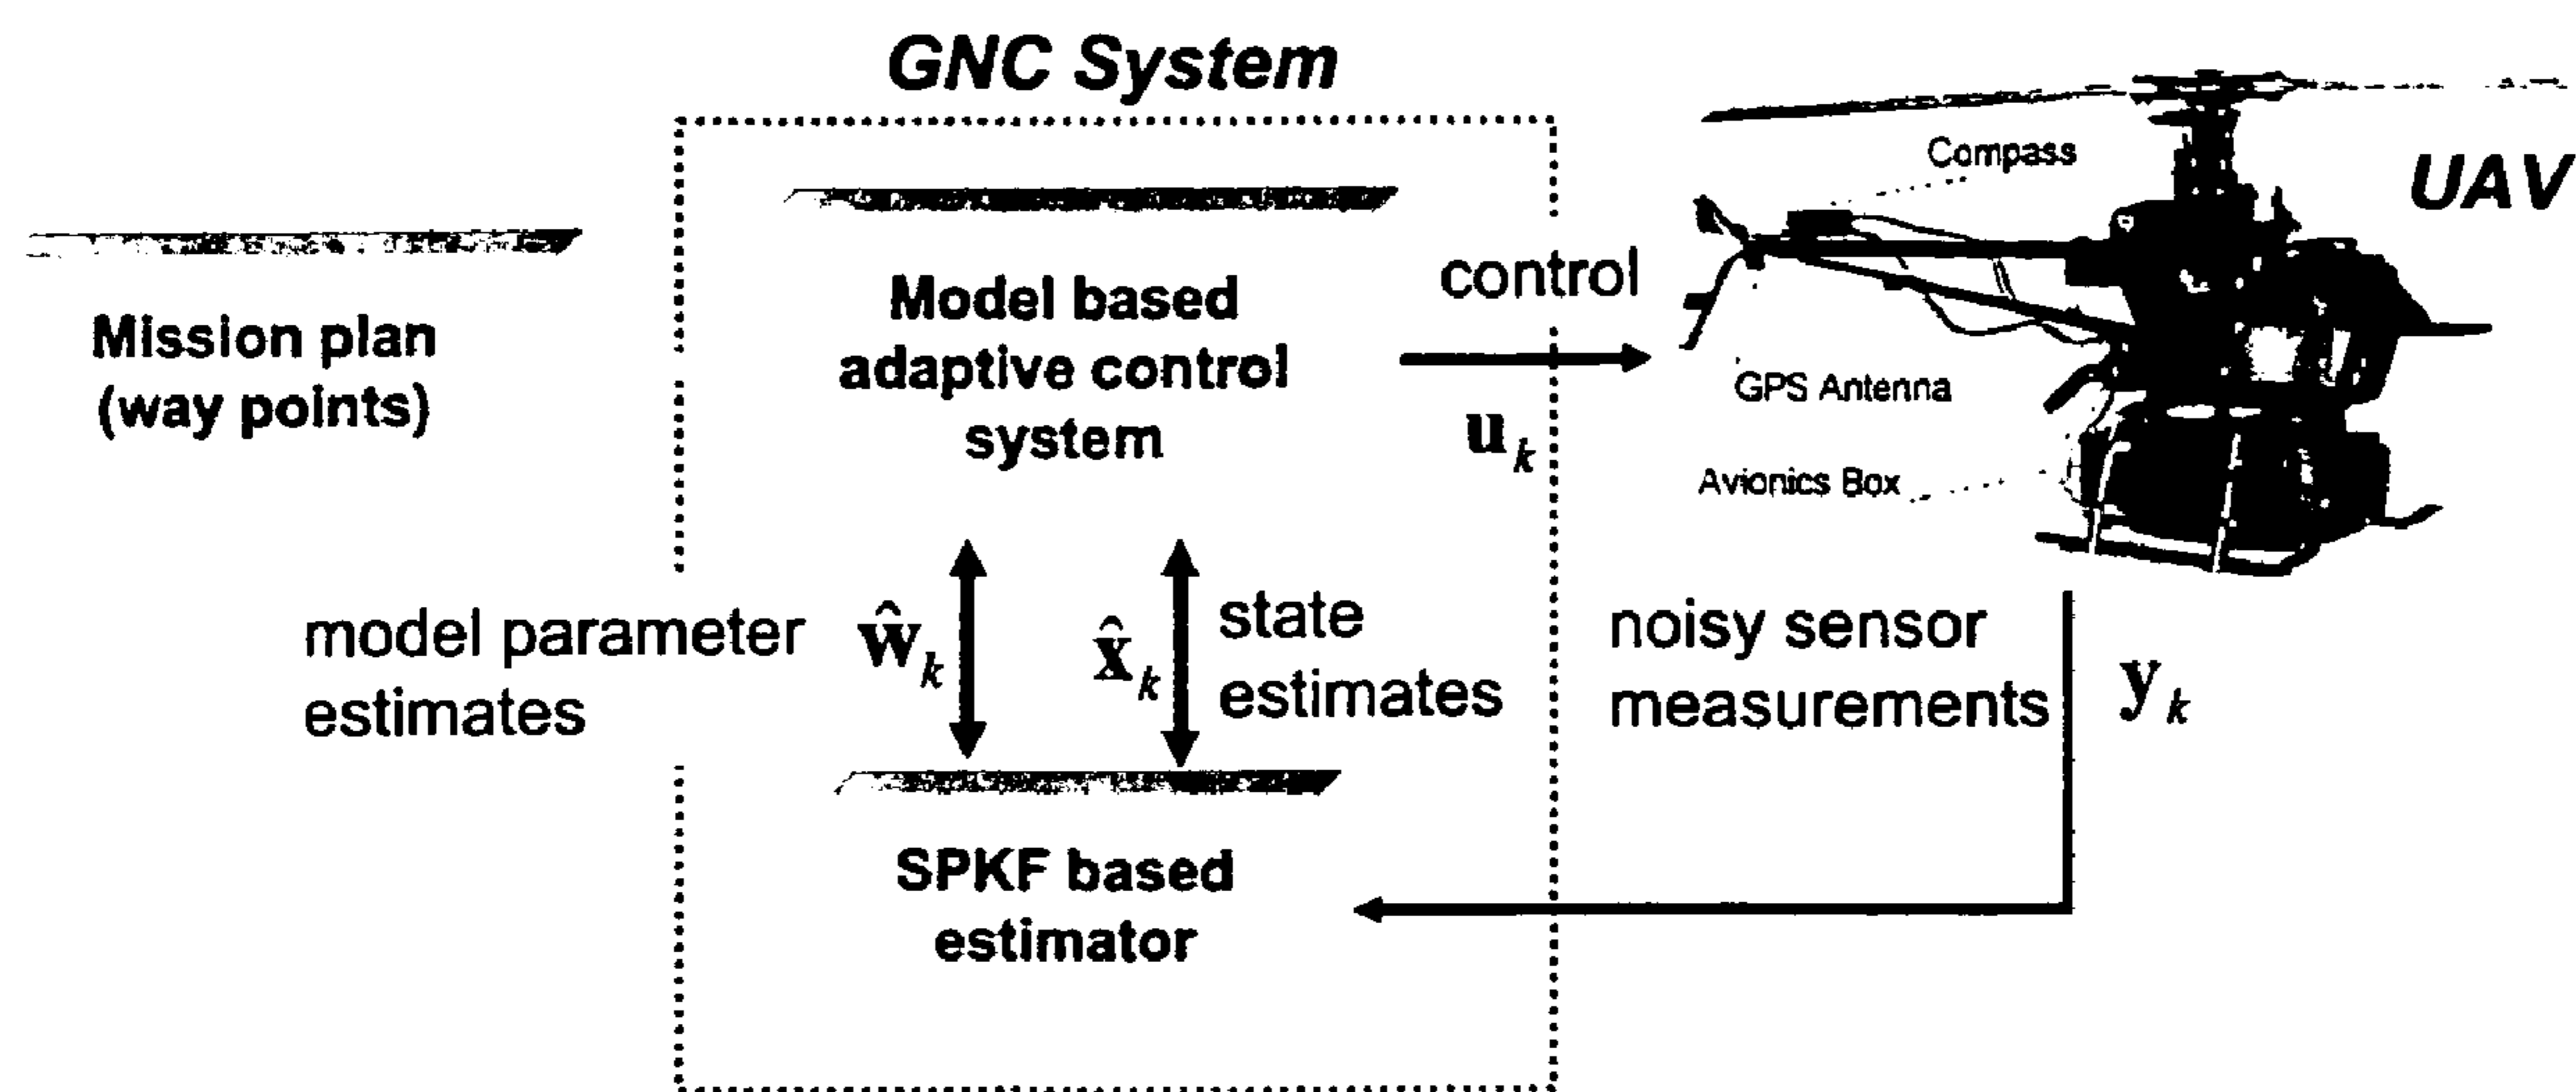 GNC System
UAV
Compass
GPS Antenna
Avionics Box
Mission plan
(way points)
Model based
adaptive control
system
control
u_k
model parameter
estimates
ŵ_k
x̂_k
state
estimates
noisy sensor
measurements
y_k
SPKF based
estimator